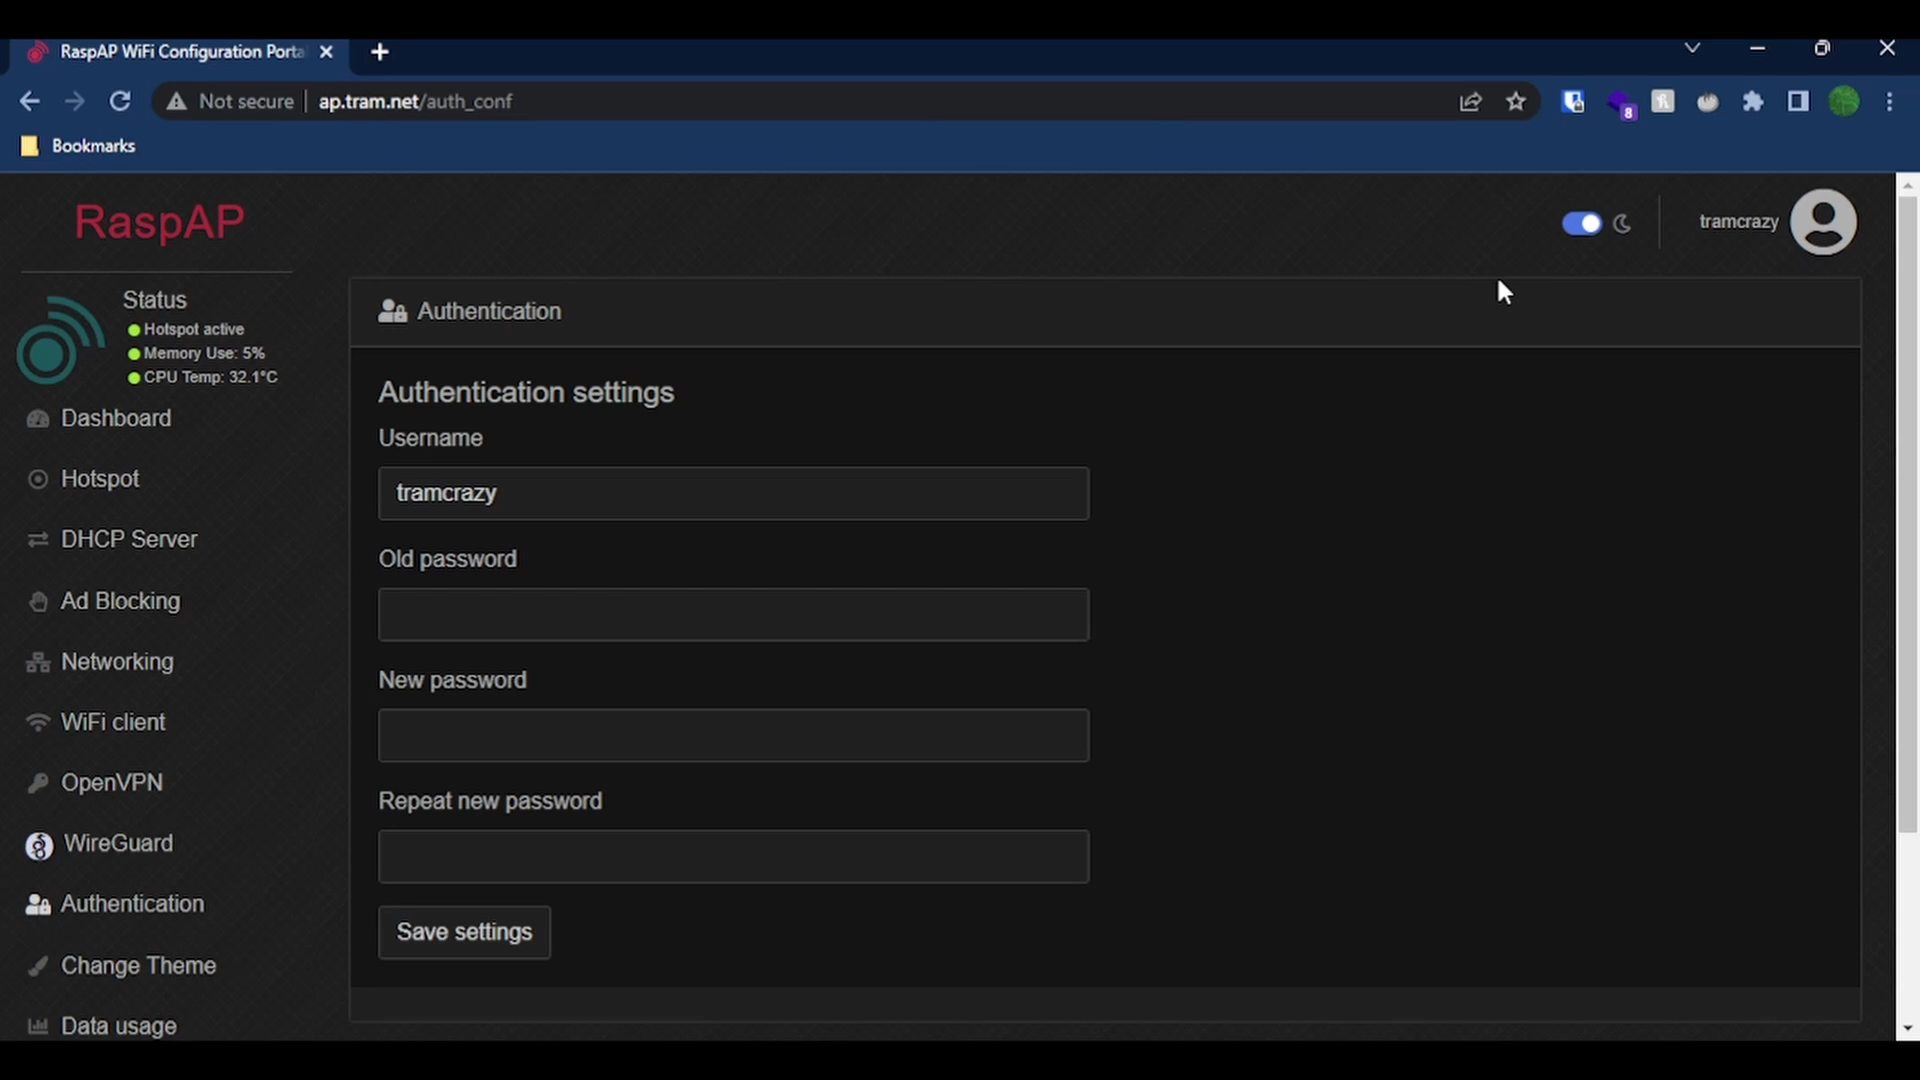 RaspAP WiFi Configuration Porta
Not secure
ap.tram.net/auth_conf
8
Bookmarks
RaspAP
tramcrazy
Status
Hotspot active
Memory Use: 5%
CPU Temp: 32.1°C
Dashboard
Hotspot
DHCP Server
Ad Blocking
Networking
WiFi client
OpenVPN
WireGuard
Authentication
Change Theme
Data usage
Authentication
Authentication settings
Username
tramcrazy
Old password
New password
Repeat new password
Save settings